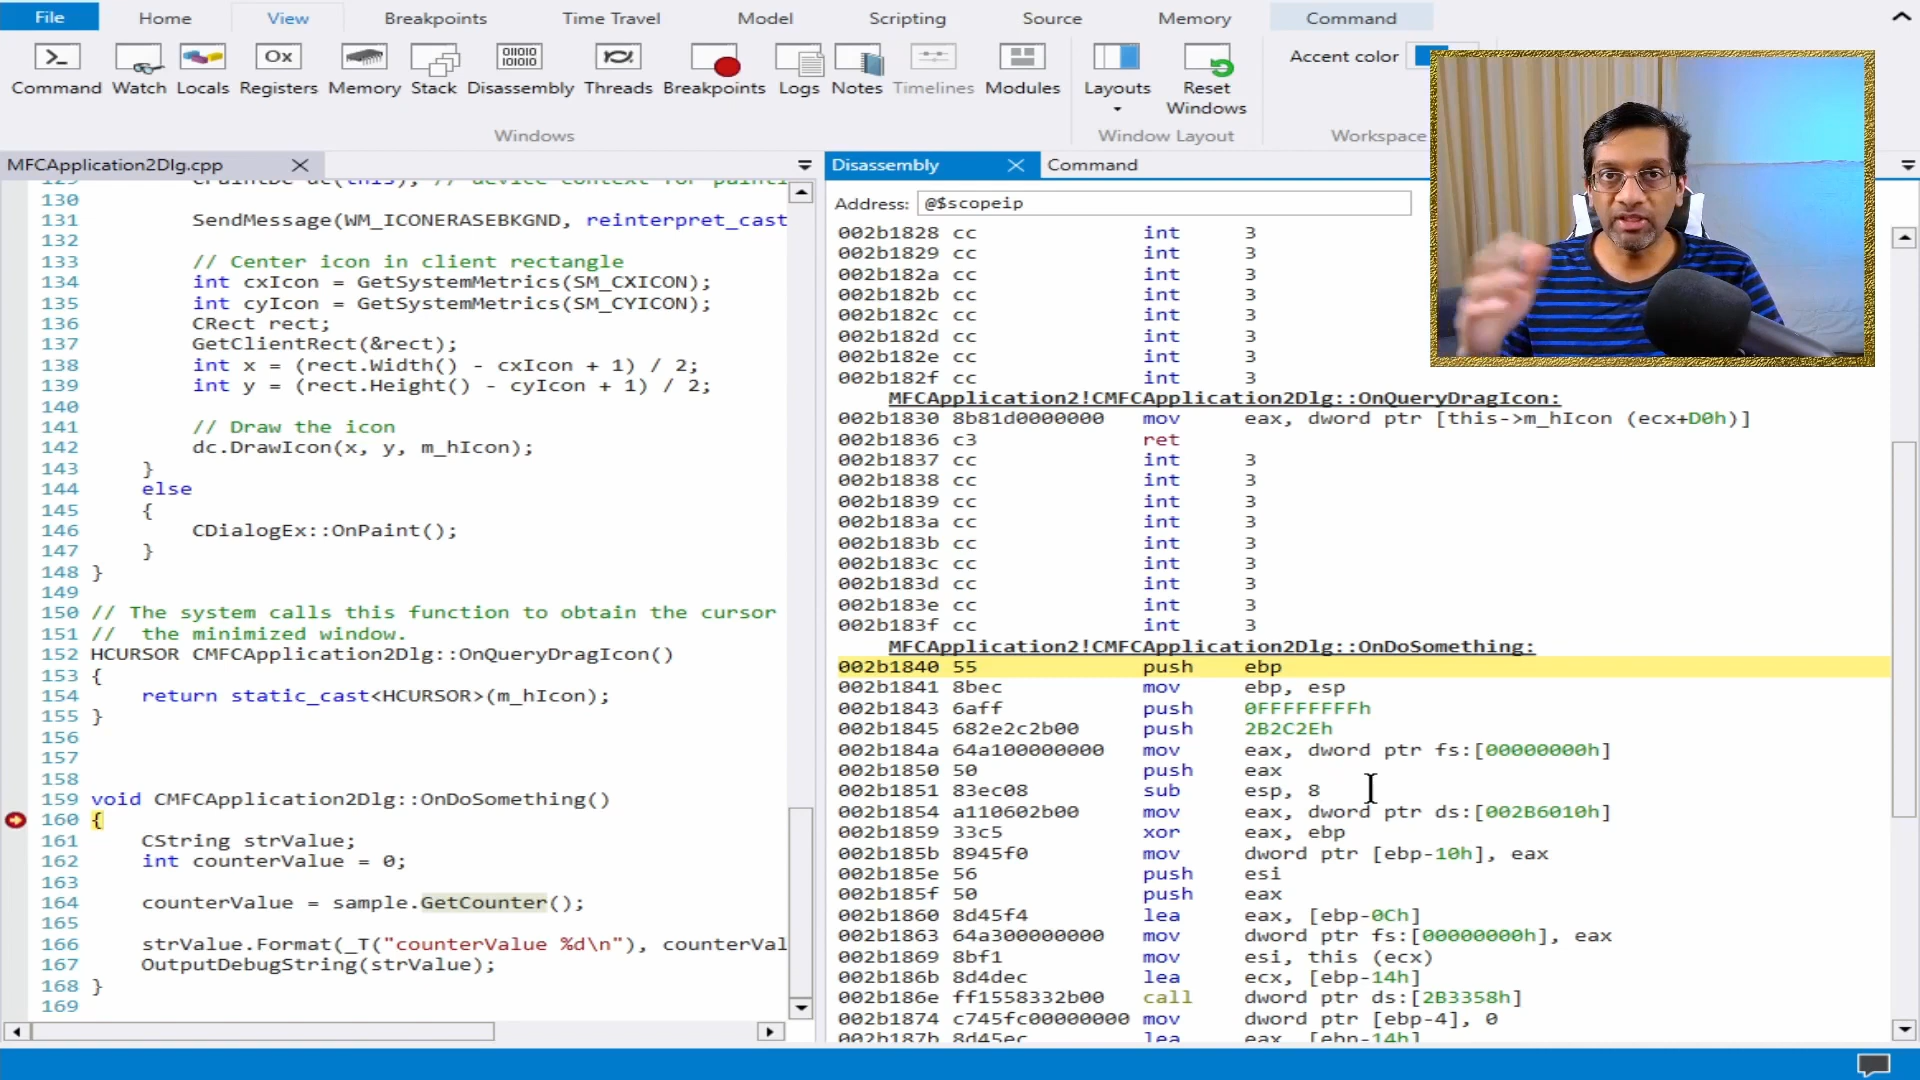 File Home View Breakpoints Time Travel Model Scripting Source Memory Command
Command Watch Locals Registers Memory Stack Disassembly Threads Breakpoints Logs Notes Timelines Modules Layouts Reset Windows Accent color
Windows Window Layout Workspace
MFCApplication2Dlg.cpp
130
131 SendMessage(WM_ICONERASEBKGND, reinterpret_cast
132
133 // Center icon in client rectangle
134 int cxIcon = GetSystemMetrics(SM_CXICON);
135 int cyIcon = GetSystemMetrics(SM_CYICON);
136 CRect rect;
137 GetClientRect(&rect);
138 int x = (rect.Width() - cxIcon + 1) / 2;
139 int y = (rect.Height() - cyIcon + 1) / 2;
140
141 // Draw the icon
142 dc.DrawIcon(x, y, m_hIcon);
143 }
144 else
145 {
146 CDialogEx::OnPaint();
147 }
148 }
149
150 // The system calls this function to obtain the cursor
151 // the minimized window.
152 HCURSOR CMFCApplication2Dlg::OnQueryDragIcon()
153 {
154 return static_cast<HCURSOR>(m_hIcon);
155 }
156
157
158
159 void CMFCApplication2Dlg::OnDoSomething()
160 {
161 CString strValue;
162 int counterValue = 0;
163
164 counterValue = sample.GetCounter();
165
166 strValue.Format(_T("counterValue %d\n"), counterVal
167 OutputDebugString(strValue);
168 }
169
Disassembly Command
Address: @$scopeip
002b1828 cc int 3
002b1829 cc int 3
002b182a cc int 3
002b182b cc int 3
002b182c cc int 3
002b182d cc int 3
002b182e cc int 3
002b182f cc int 3
MFCApplication2!CMFCApplication2Dlg::OnQueryDragIcon:
002b1830 8b81d0000000 mov eax, dword ptr [this->m_hIcon (ecx+D0h)]
002b1836 c3 ret
002b1837 cc int 3
002b1838 cc int 3
002b1839 cc int 3
002b183a cc int 3
002b183b cc int 3
002b183c cc int 3
002b183d cc int 3
002b183e cc int 3
002b183f cc int 3
MFCApplication2!CMFCApplication2Dlg::OnDoSomething:
002b1840 55 push ebp
002b1841 8bec mov ebp, esp
002b1843 6aff push 0FFFFFFFFh
002b1845 682e2c2b00 push 2B2C2Eh
002b184a 64a100000000 mov eax, dword ptr fs:[00000000h]
002b1850 50 push eax
002b1851 83ec08 sub esp, 8
002b1854 a110602b00 mov eax, dword ptr ds:[002B6010h]
002b1859 33c5 xor eax, ebp
002b185b 8945f0 mov dword ptr [ebp-10h], eax
002b185e 56 push esi
002b185f 50 push eax
002b1860 8d45f4 lea eax, [ebp-0Ch]
002b1863 64a300000000 mov dword ptr fs:[00000000h], eax
002b1869 8bf1 mov esi, this (ecx)
002b186b 8d4dec lea ecx, [ebp-14h]
002b186e ff1558332b00 call dword ptr ds:[2B3358h]
002b1874 c745fc00000000 mov dword ptr [ebp-4], 0
002b187b 8d45ec lea eax, [ebp-14h]